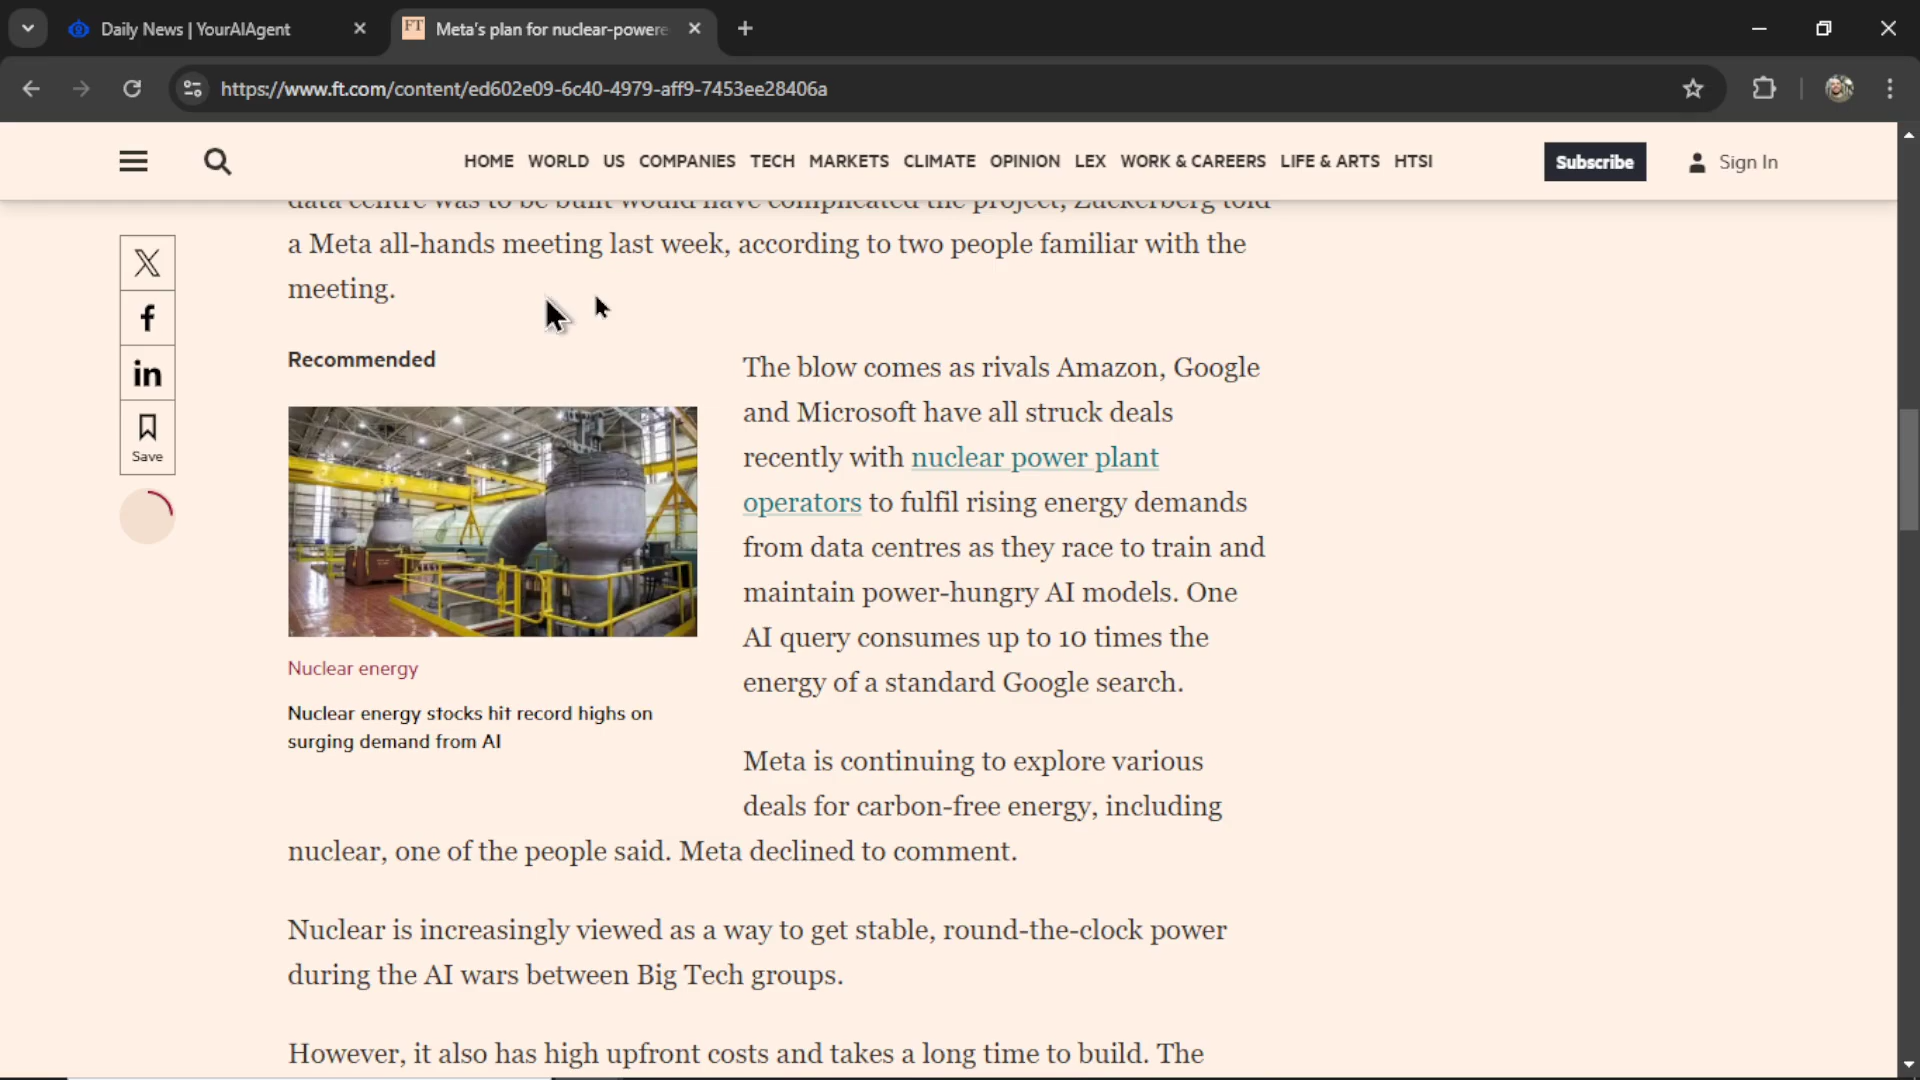 Daily News | YourAIAgent
FT
Meta's plan for nuclear-powere
https://www.ft.com/content/ed602e09-6c40-4979-aff9-7453ee28406a
HOME WORLD US COMPANIES TECH MARKETS CLIMATE OPINION LEX WORK & CAREERS LIFE & ARTS HTSI
Subscribe
Sign In
data centre was to be built would have complicated the project, Zuckerberg told
a Meta all-hands meeting last week, according to two people familiar with the
meeting.
Save
Recommended
Nuclear energy
Nuclear energy stocks hit record highs on
surging demand from AI
The blow comes as rivals Amazon, Google
and Microsoft have all struck deals
recently with nuclear power plant
operators to fulfil rising energy demands
from data centres as they race to train and
maintain power-hungry AI models. One
AI query consumes up to 10 times the
energy of a standard Google search.
Meta is continuing to explore various
deals for carbon-free energy, including
nuclear, one of the people said. Meta declined to comment.
Nuclear is increasingly viewed as a way to get stable, round-the-clock power
during the AI wars between Big Tech groups.
However, it also has high upfront costs and takes a long time to build. The